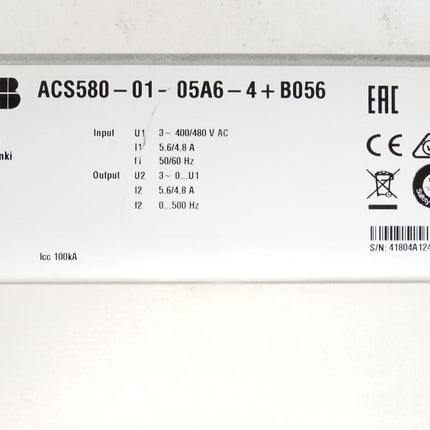 ACS580-01- 05A6-4+B056
EAC
Input U1 3~ 400/480 V AC
I1 5.6/4.8 A
f1 50/60 Hz
Output U2 3~ 0...U1
I2 5.6/4.8 A
f2 0...500 Hz
CE
Icc 100kA
S/N: 41804A124